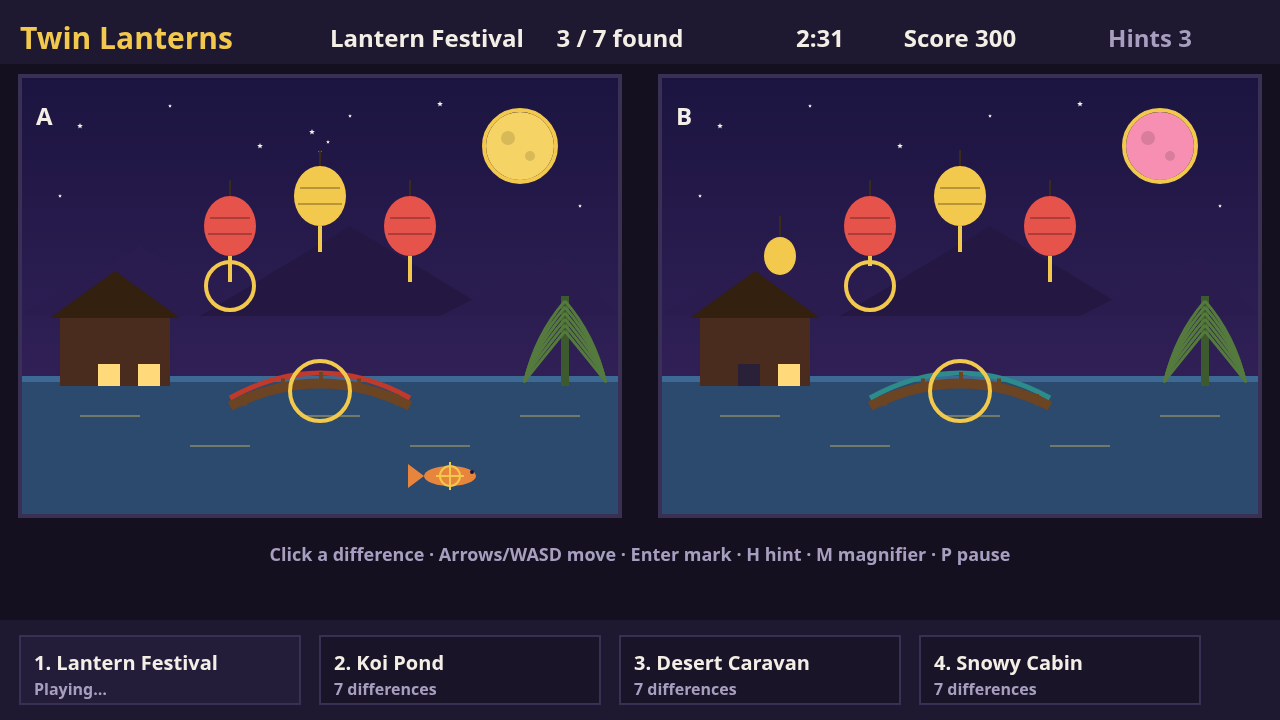 Twin Lanterns
Lantern Festival 3 / 7 found 2:31 Score 300 Hints 3
A
B
Click a difference · Arrows/WASD move · Enter mark · H hint · M magnifier · P pause
1. Lantern Festival
Playing...
2. Koi Pond
7 differences
3. Desert Caravan
7 differences
4. Snowy Cabin
7 differences